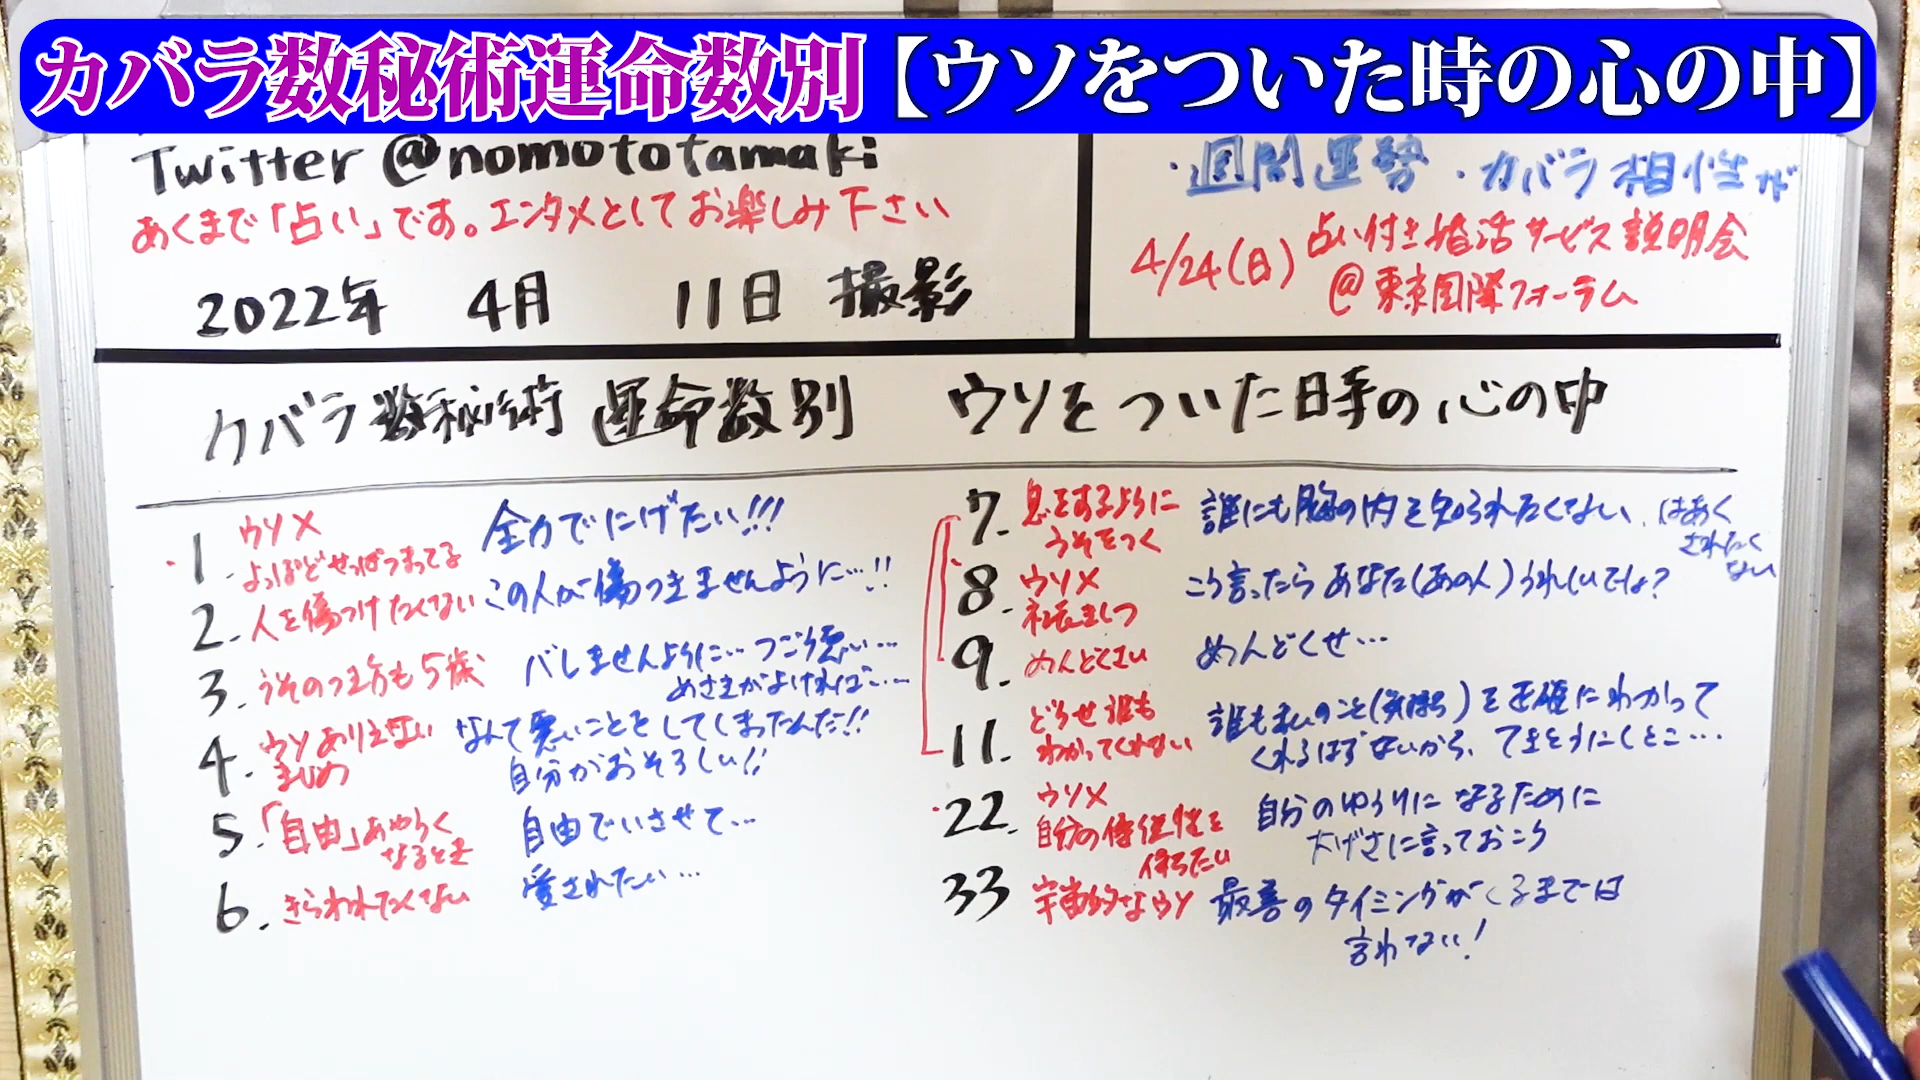 カバラ数秘術運命数別【ウソをついた時の心の中】
Twitter @nomototamaki
あくまで「占い」です。エンタメとしてお楽しみ下さい
2022年 4月 11日 撮影
・週間運勢 ・カバラ相性が
4/24(日) 占い付き婚活サービス説明会
@東京国際フォーラム
カバラ数秘術 運命数別 ウソをついた時の心の中
1. ウソ×
よっぽどせっぱつまってる
全力でにげたい!!!
2. 人を傷つけたくない
この人が傷つきませんように…!!
3. うそのつき方も5歳
バレませんように…つごう悪い…
めさきがよければ…
4. ウソありえない
まじめ
なんて悪いことをしてしまったんだ!!
自分がおそろしい!!
5. 「自由」あやうく
なるとき
自由でいさせて…
6. きらわれたくない
愛されたい…
7. 息をするように
うそをつく
誰にも胸の内を知られたくない、はあく
されたく
ない
8. ウソ×
こう言ったらあなた(あの人)うれしいでしょ?
9. めんどくさい
めんどくせ…
11. どうせ誰も
わかってくれない
誰も私のこと(気持ち)を正確にわかって
くれるはずないから、てきとうにしとこ…
22. ウソ×
自分の優位性を
保ちたい
自分のゆうりになるために
大げさに言っておこう
33 宇宙的なウソ
最善のタイミングがくるまでは
言わない!